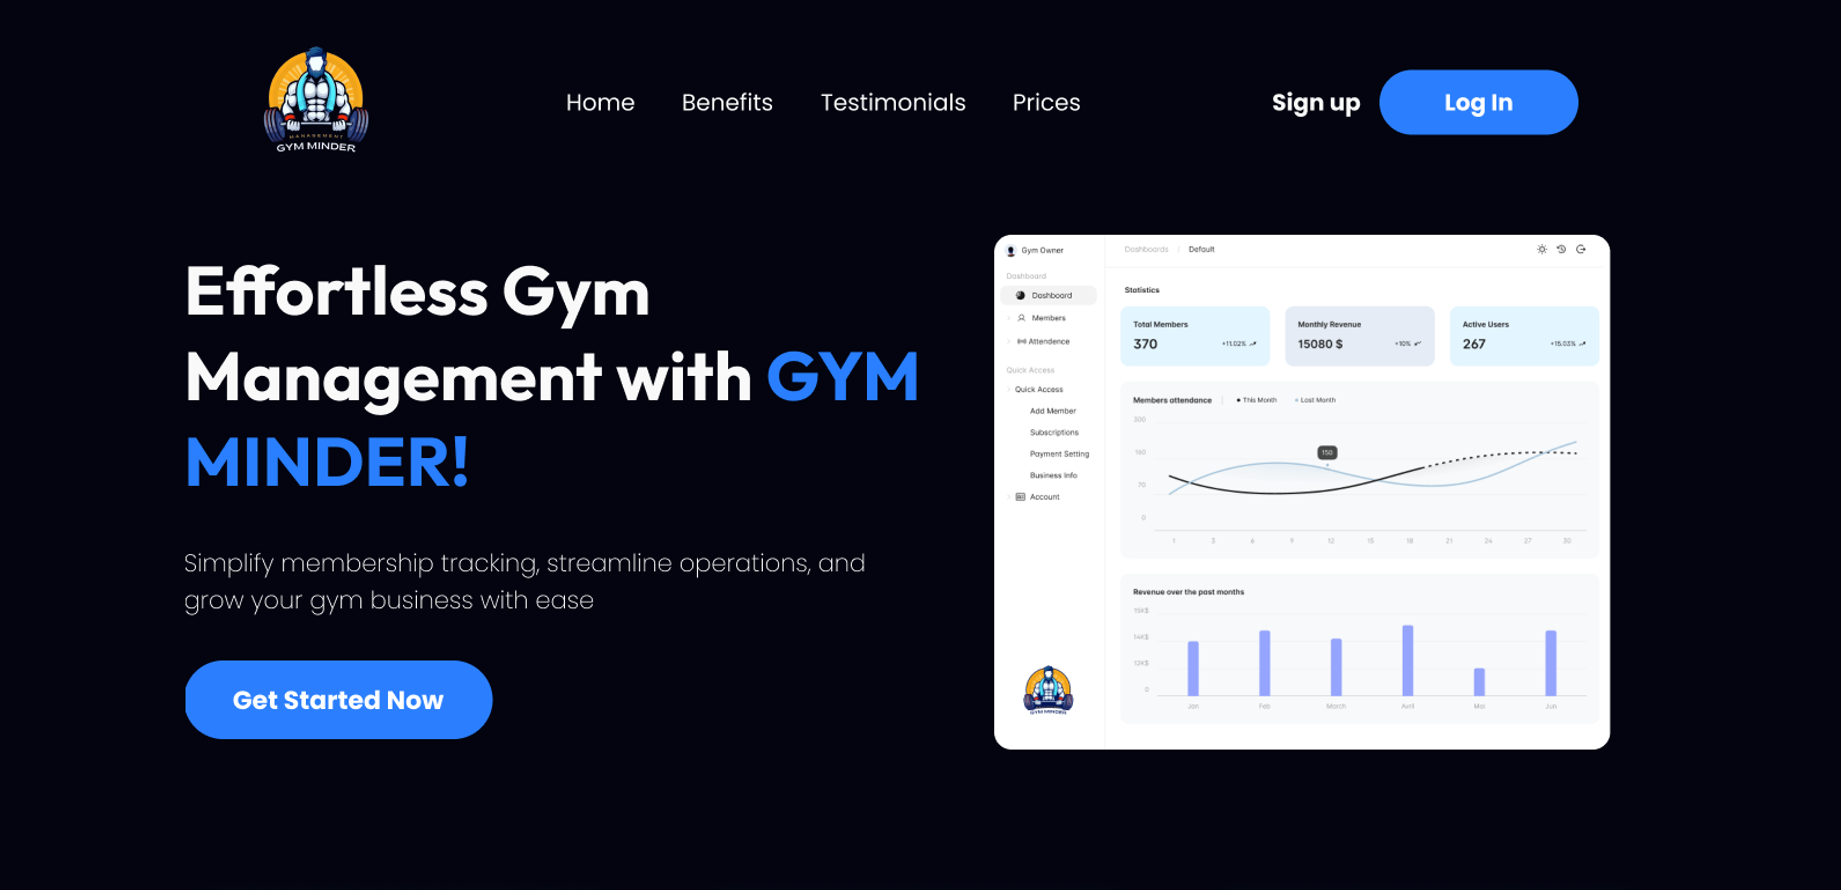 MANAGEMENT
GYM MINDER
Home
Benefits
Testimonials
Prices
Sign up
Log In
Effortless Gym
Management with GYM
MINDER!
Simplify membership tracking, streamline operations, and
grow your gym business with ease
Get Started Now
Gym Owner
Dashboard
Dashboard
Members
Attendence
Quick Access
Quick Access
Add Member
Subscriptions
Payment Setting
Business Info
Account
GYM MINDER
Dashboards / Default
Statistics
Total Members
370 +11.02%
Monthly Revenue
15080 $ +10%
Active Users
267 +15.03%
Members attendance
This Month
Last Month
300
160
70
0
150
1 3 6 9 12 15 18 21 24 27 30
Revenue over the past months
15K$
14K$
12K$
0
Jan Feb March Avril Mai Jun